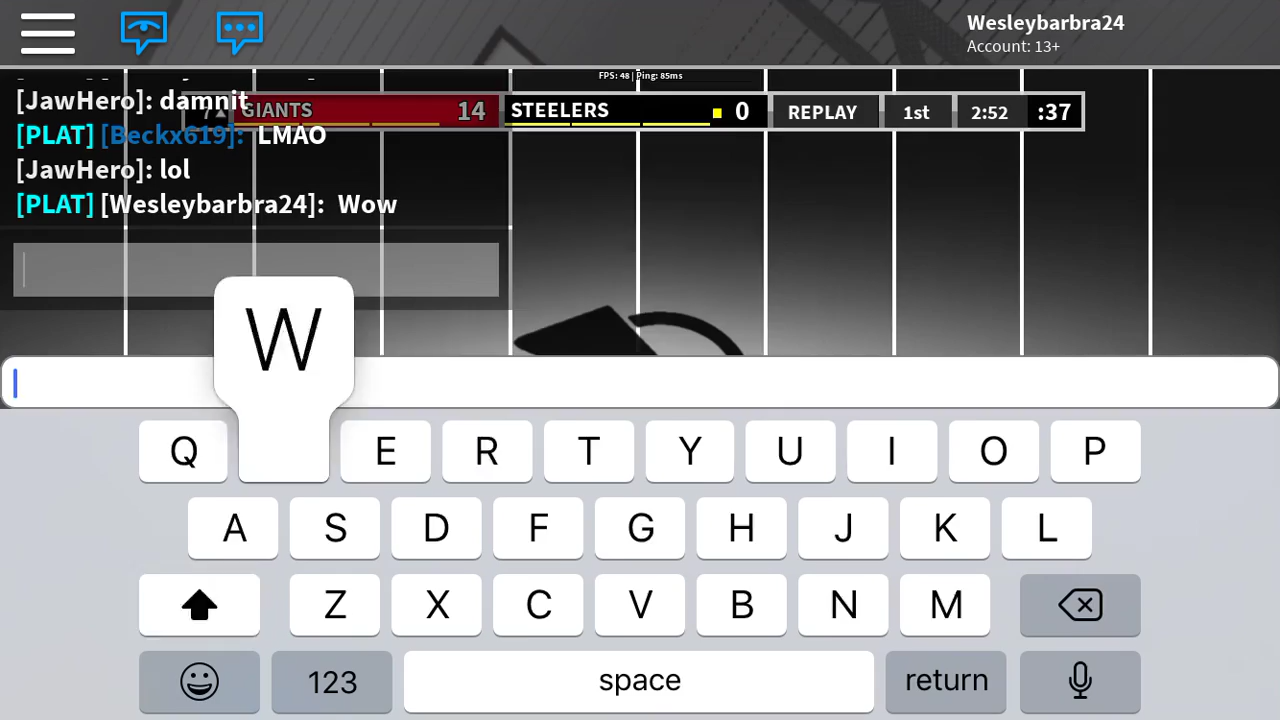 Wesleybarbra24
Account: 13+
FPS: 48 | Ping: 85ms
[JawHero]: damnit
7▲ GIANTS 14 STEELERS 0 REPLAY 1st 2:52 :37
[PLAT] [Beckx619]: LMAO
[JawHero]: lol
[PLAT] [Wesleybarbra24]: Wow
W
Q E R T Y U I O P
A S D F G H J K L
Z X C V B N M
123 space return